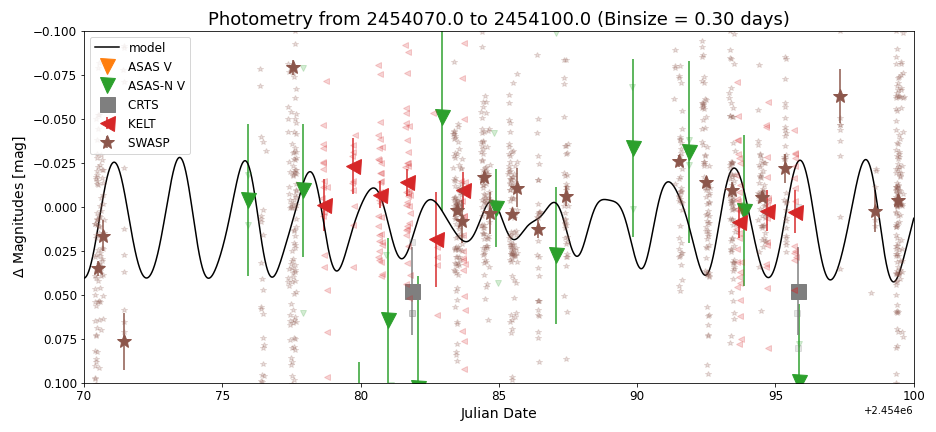 Photometry from 2454070.0 to 2454100.0 (Binsize = 0.30 days)
Δ Magnitudes [mag]
−0.100
−0.075
−0.050
−0.025
0.000
0.025
0.050
0.075
0.100
model
ASAS V
ASAS-N V
CRTS
KELT
SWASP
70 75 80 85 90 95 100
Julian Date
+2.454e6